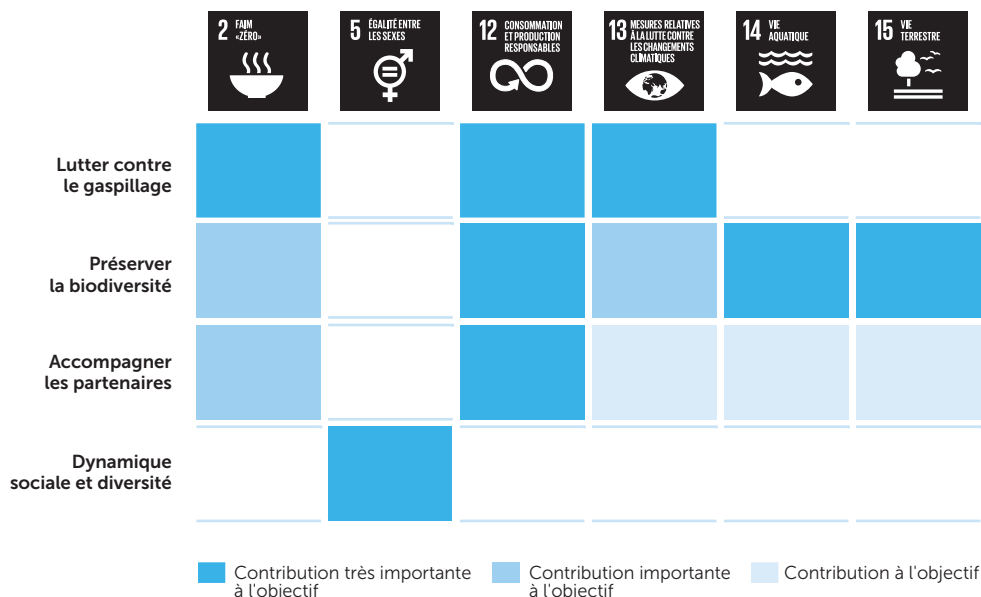 2 FAIM
«ZÉRO»
5 ÉGALITÉ ENTRE
LES SEXES
12 CONSOMMATION
ET PRODUCTION
RESPONSABLES
13 MESURES RELATIVES
À LA LUTTE CONTRE
LES CHANGEMENTS
CLIMATIQUES
14 VIE
AQUATIQUE
15 VIE
TERRESTRE
Lutter contre
le gaspillage
Préserver
la biodiversité
Accompagner
les partenaires
Dynamique
sociale et diversité
Contribution très importante
à l'objectif
Contribution importante
à l'objectif
Contribution à l'objectif